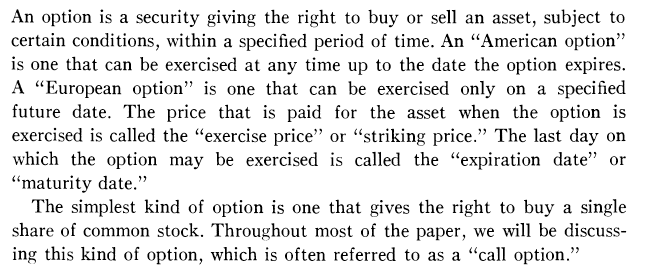 An option is a security giving the right to buy or sell an asset, subject to
certain conditions, within a specified period of time. An “American option”
is one that can be exercised at any time up to the date the option expires.
A “European option” is one that can be exercised only on a specified
future date. The price that is paid for the asset when the option is
exercised is called the “exercise price” or “striking price.” The last day on
which the option may be exercised is called the “expiration date” or
“maturity date.”
The simplest kind of option is one that gives the right to buy a single
share of common stock. Throughout most of the paper, we will be discuss-
ing this kind of option, which is often referred to as a “call option.”